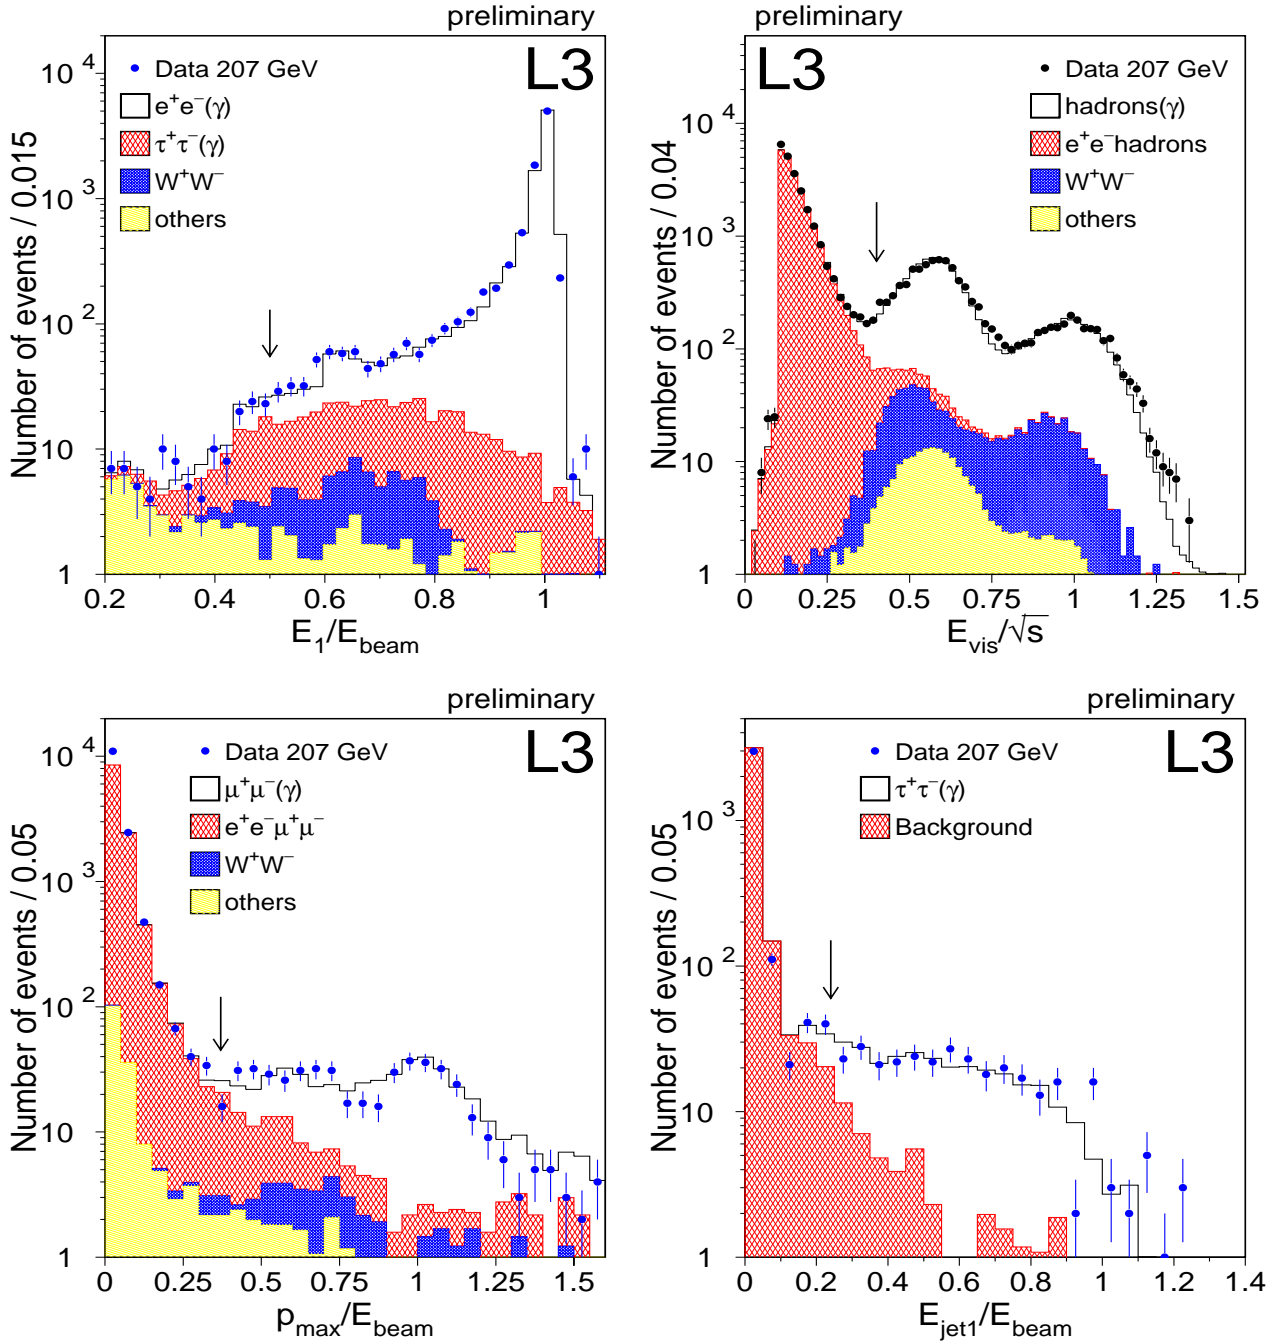 preliminary
L3
Data 207 GeV
e⁺e⁻(γ)
τ⁺τ⁻(γ)
W⁺W⁻
others
Number of events / 0.015
10⁴
10³
10²
10
1
0.2 0.4 0.6 0.8 1
E₁/E_beam
preliminary
L3
Data 207 GeV
hadrons(γ)
e⁺e⁻hadrons
W⁺W⁻
others
Number of events / 0.04
10⁴
10³
10²
10
1
0 0.25 0.5 0.75 1 1.25 1.5
E_vis/√s
preliminary
L3
Data 207 GeV
μ⁺μ⁻(γ)
e⁺e⁻μ⁺μ⁻
W⁺W⁻
others
Number of events / 0.05
10⁴
10³
10²
10
1
0 0.25 0.5 0.75 1 1.25 1.5
p_max/E_beam
preliminary
L3
Data 207 GeV
τ⁺τ⁻(γ)
Background
Number of events / 0.05
10³
10²
10
1
0 0.2 0.4 0.6 0.8 1 1.2 1.4
E_jet1/E_beam